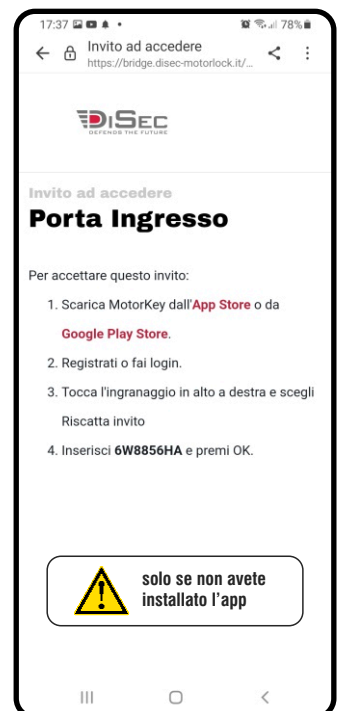 17:37
78%
Invito ad accedere
https://bridge.disec-motorlock.it/...
DiSEC
DEFENDS THE FUTURE
Invito ad accedere
Porta Ingresso
Per accettare questo invito:
1. Scarica MotorKey dall'App Store o da
Google Play Store.
2. Registrati o fai login.
3. Tocca l'ingranaggio in alto a destra e scegli
Riscatta invito
4. Inserisci 6W8856HA e premi OK.
solo se non avete
installato l'app